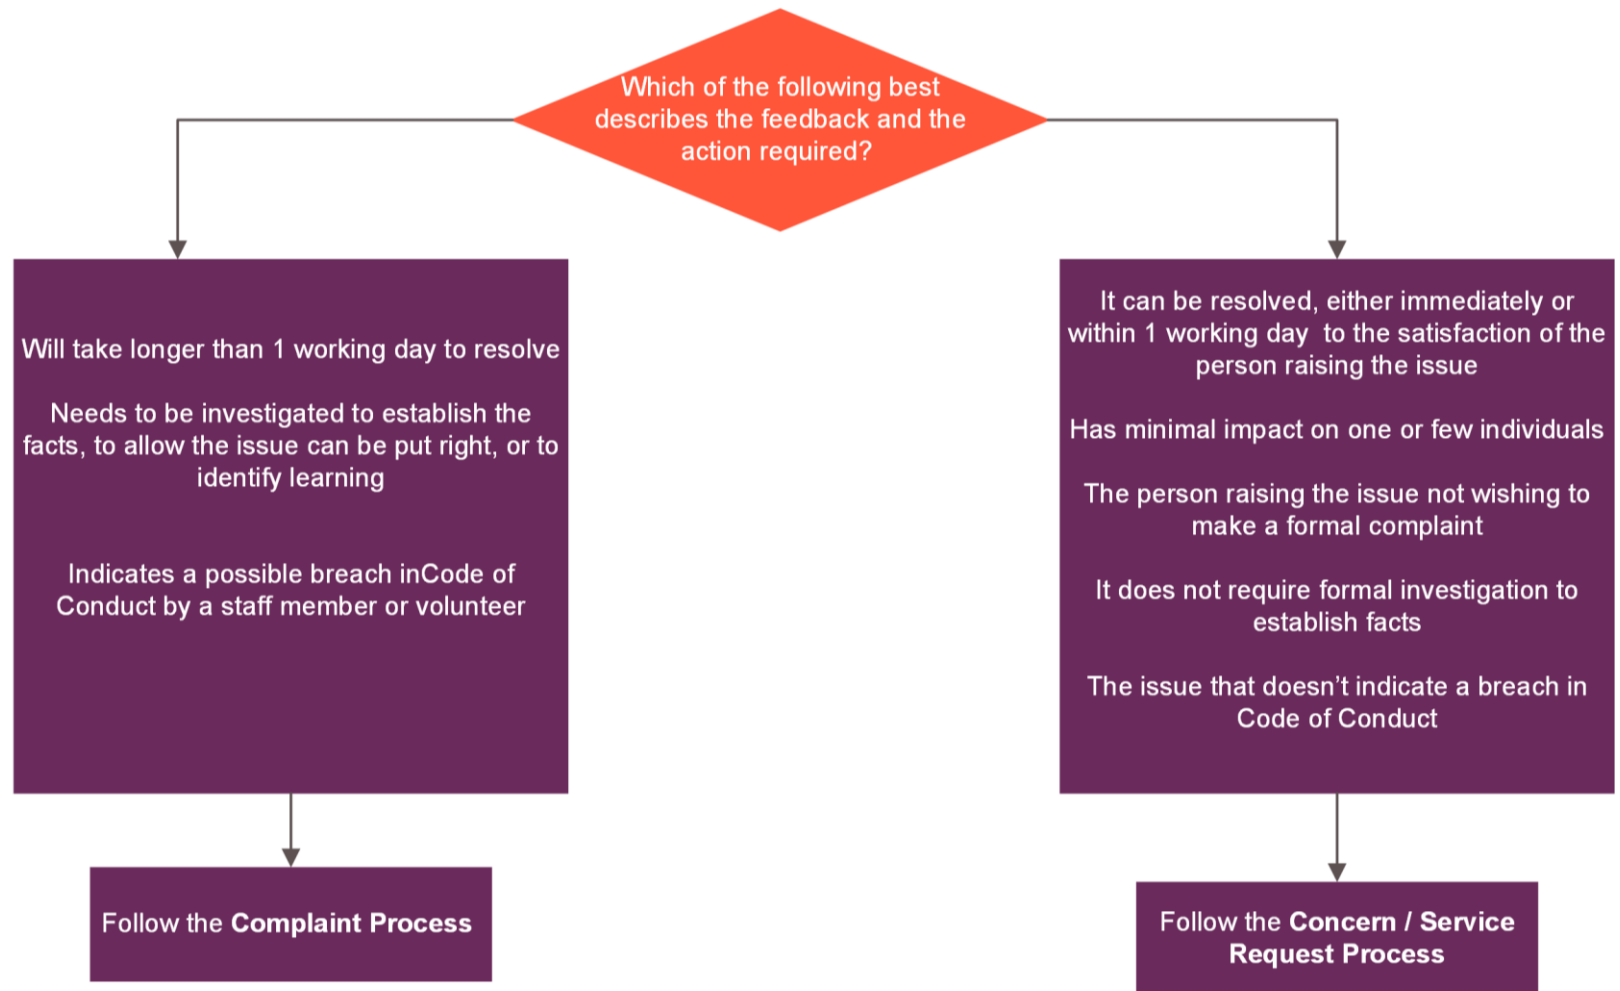 Which of the following best
describes the feedback and the
action required?
Will take longer than 1 working day to resolve
Needs to be investigated to establish the
facts, to allow the issue can be put right, or to
identify learning
Indicates a possible breach inCode of
Conduct by a staff member or volunteer
Follow the Complaint Process
It can be resolved, either immediately or
within 1 working day  to the satisfaction of the
person raising the issue
Has minimal impact on one or few individuals
The person raising the issue not wishing to
make a formal complaint
It does not require formal investigation to
establish facts
The issue that doesn’t indicate a breach in
Code of Conduct
Follow the Concern / Service
Request Process